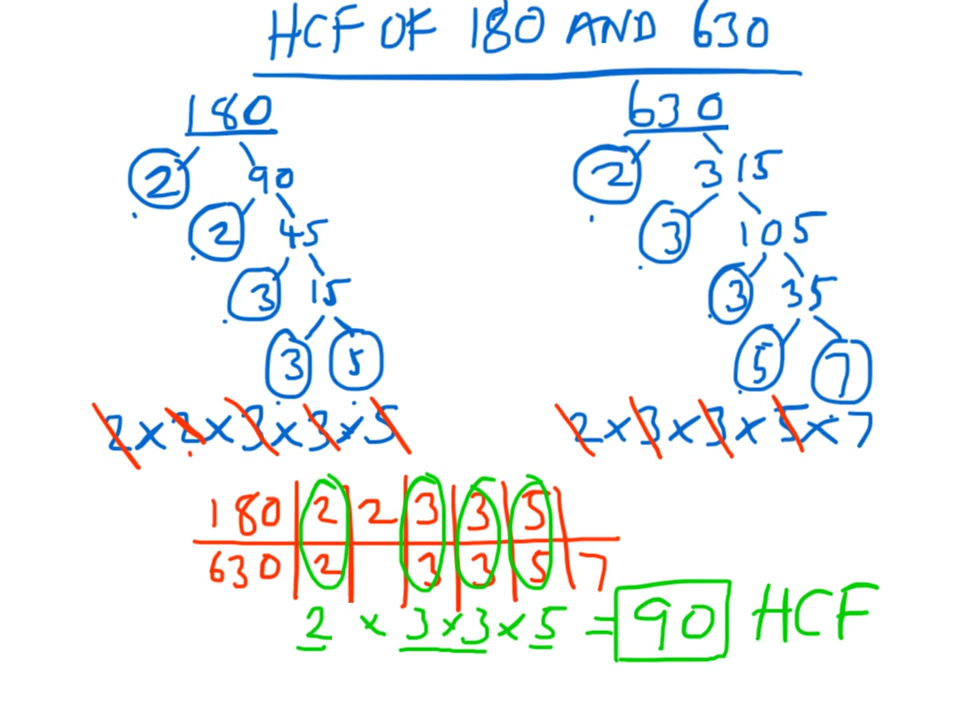 HCF OF 180 AND 630
180 630
2 90 2 315
2 45 3 105
3 15 3 35
3 5 5 7
2 x 2 x 3 x 3 x 5 2 x 3 x 3 x 5 x 7
180 2 2 3 3 5
630 2 3 3 5 7
2 x 3 x 3 x 5 = 90 HCF